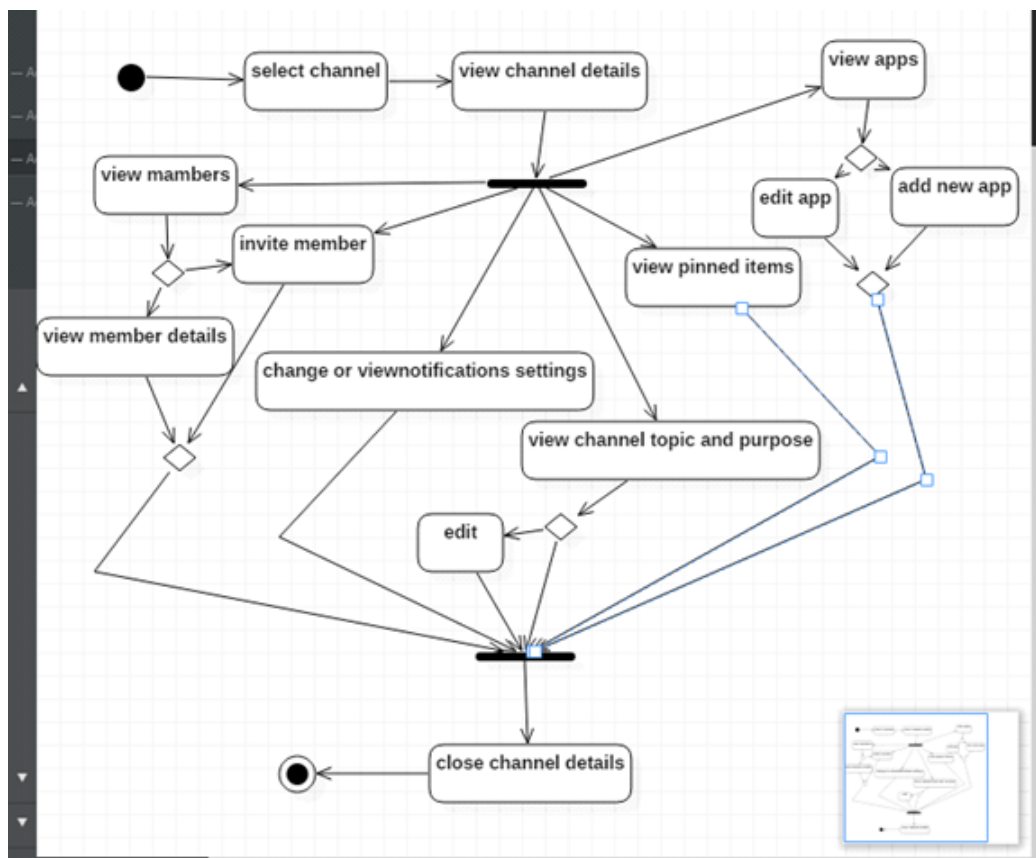 select channel
view channel details
view apps
view mambers
edit app
add new app
invite member
view pinned items
view member details
change or viewnotifications settings
view channel topic and purpose
edit
close channel details